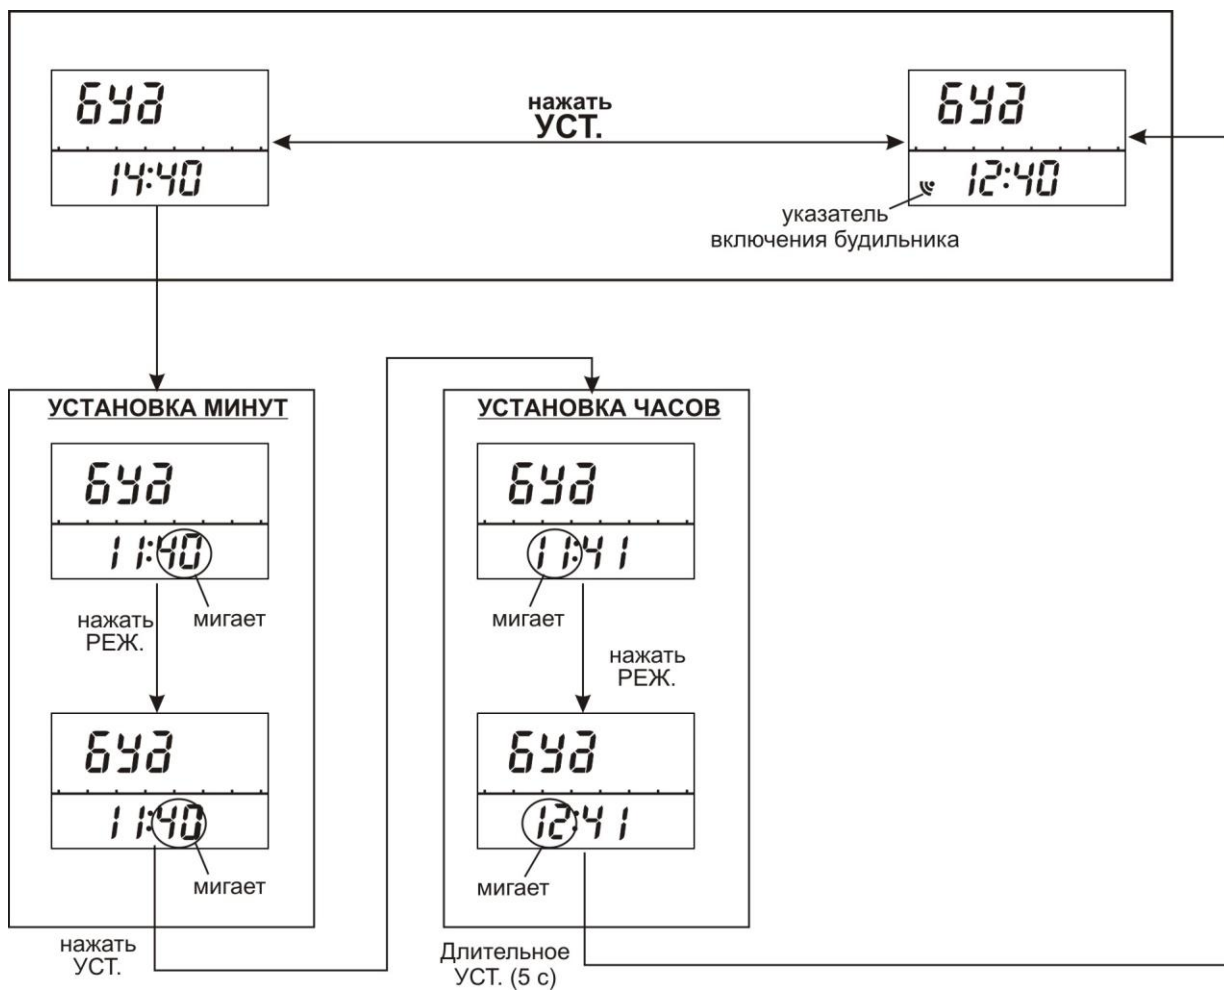 буд
14:40
нажать
УСТ.
буд
12:40
указатель
включения будильника
УСТАНОВКА МИНУТ
буд
11:40
мигает
нажать
РЕЖ.
буд
11:40
мигает
нажать
УСТ.
УСТАНОВКА ЧАСОВ
буд
11:41
мигает
нажать
РЕЖ.
буд
12:41
мигает
Длительное
УСТ. (5 с)